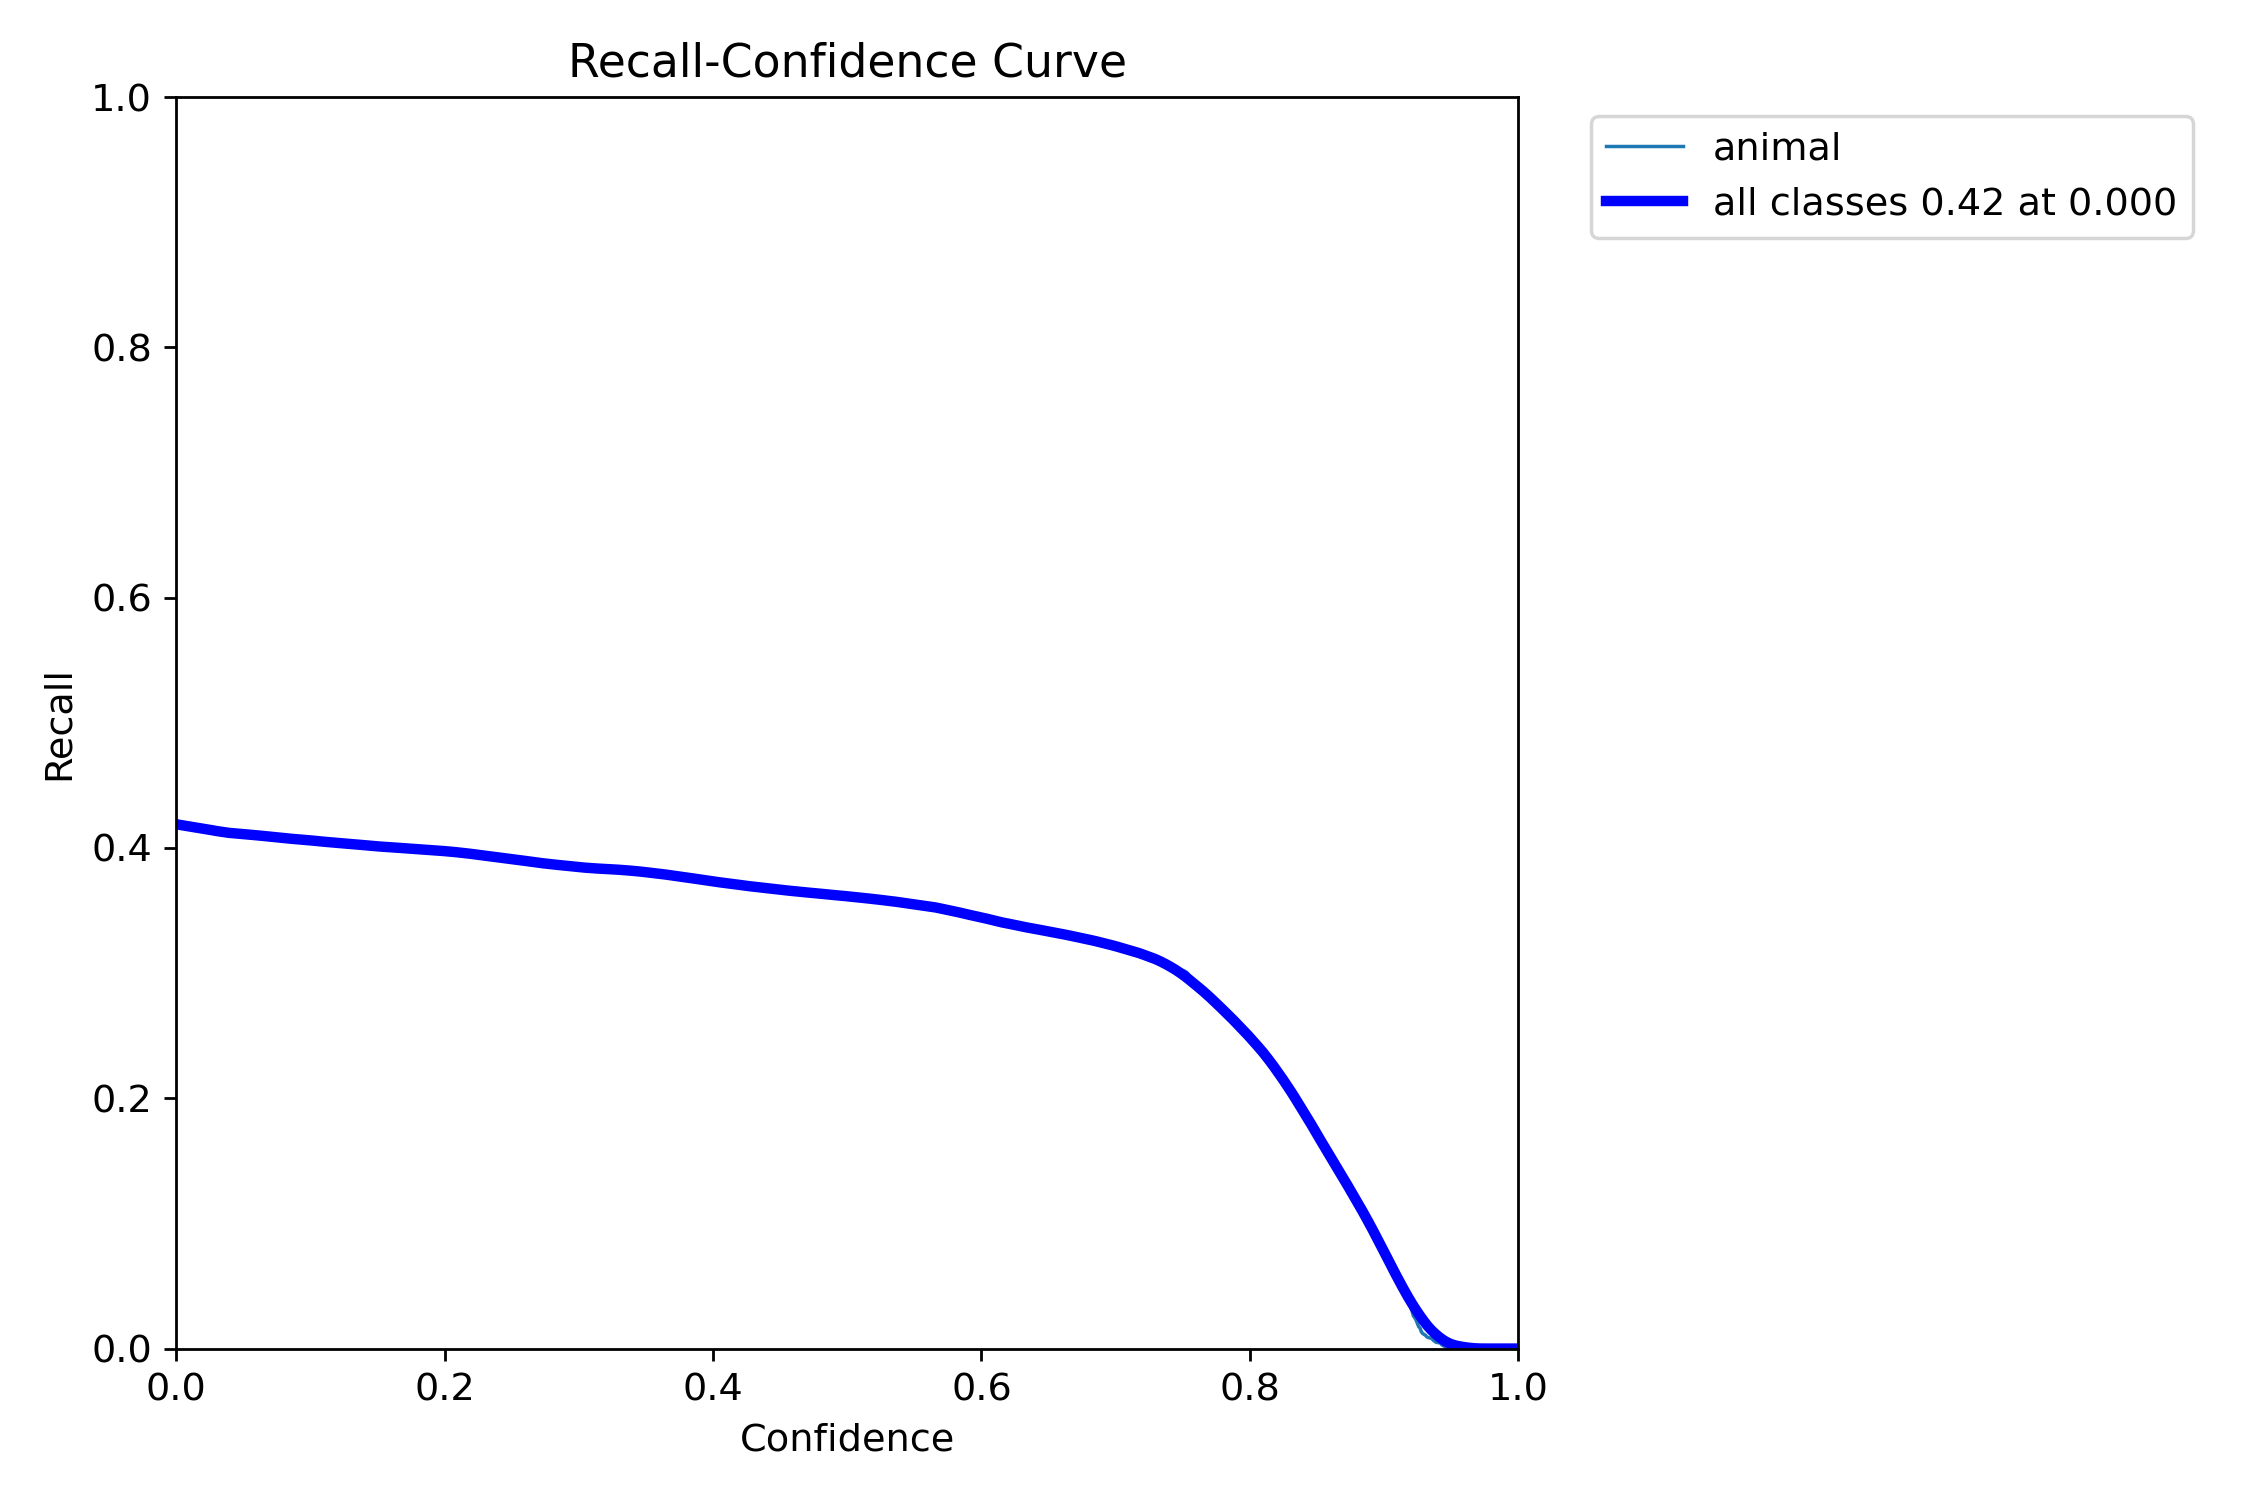 Recall-Confidence Curve
1.0
0.8
0.6
0.4
0.2
0.0
Recall
0.0 0.2 0.4 0.6 0.8 1.0
Confidence
animal
all classes 0.42 at 0.000